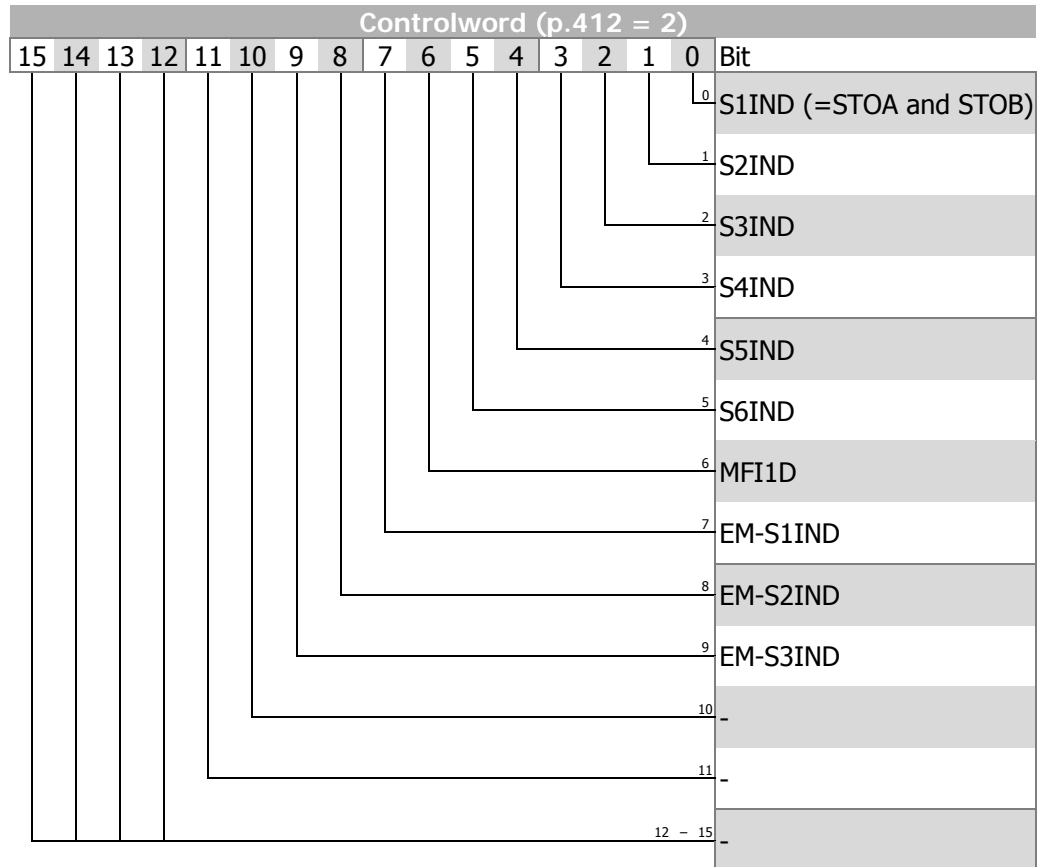 Controlword (p.412 = 2)
15 14 13 12 11 10 9 8 7 6 5 4 3 2 1 0 Bit
0 S1IND (=STOA and STOB)
1 S2IND
2 S3IND
3 S4IND
4 S5IND
5 S6IND
6 MFI1D
7 EM-S1IND
8 EM-S2IND
9 EM-S3IND
10 -
11 -
12 – 15 -